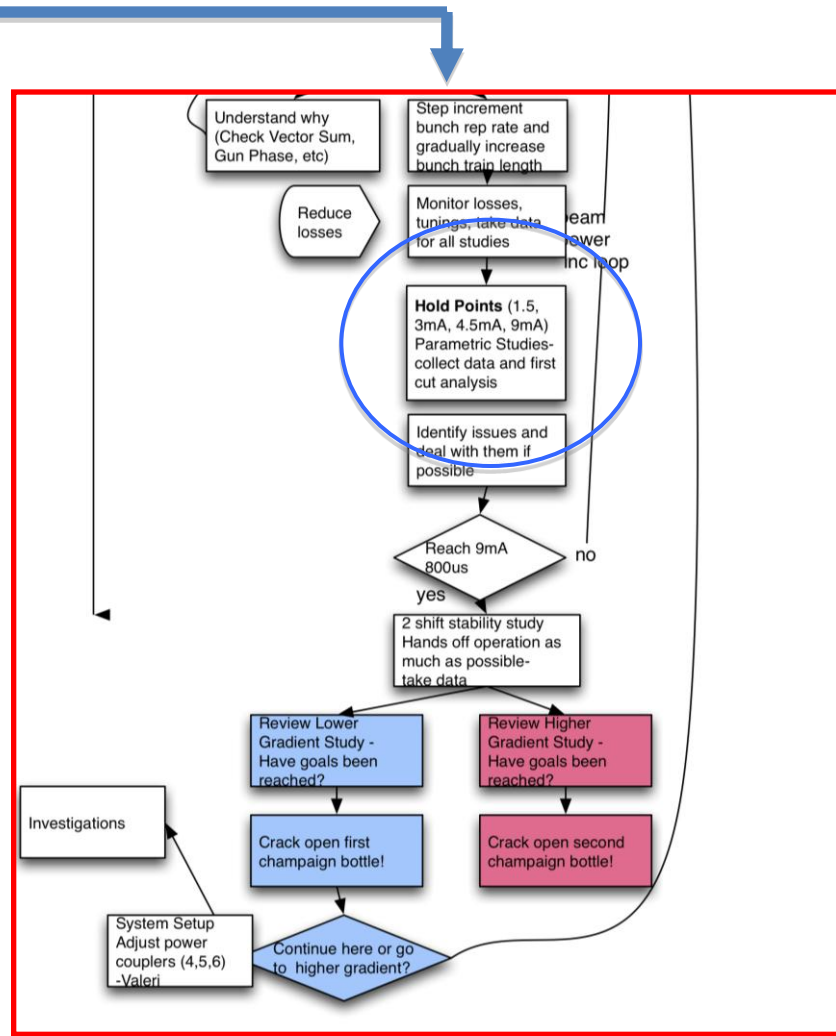 Understand why
(Check Vector Sum,
Gun Phase, etc)
Step increment
bunch rep rate and
gradually increase
bunch train length
Reduce
losses
Monitor losses,
tunings, take data
for all studies
beam
power
inc loop
Hold Points (1.5,
3mA, 4.5mA, 9mA)
Parametric Studies-
collect data and first
cut analysis
Identify issues and
deal with them if
possible
Reach 9mA
800us
no
yes
2 shift stability study
Hands off operation as
much as possible-
take data
Review Lower
Gradient Study -
Have goals been
reached?
Review Higher
Gradient Study -
Have goals been
reached?
Investigations
Crack open first
champaign bottle!
Crack open second
champaign bottle!
System Setup
Adjust power
couplers (4,5,6)
-Valeri
Continue here or go
to higher gradient?